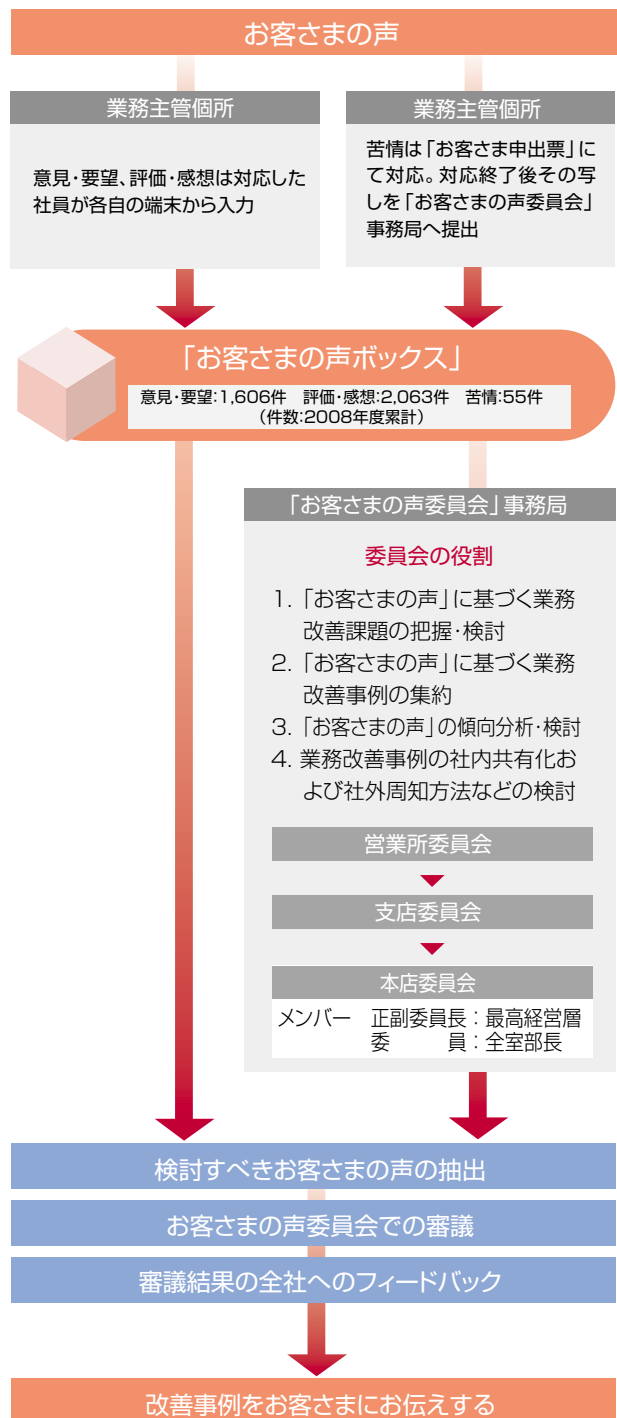 お客さまの声
業務主管個所
意見・要望、評価・感想は対応した
社員が各自の端末から入力
業務主管個所
苦情は「お客さま申出票」に
て対応。対応終了後その写
しを「お客さまの声委員会」
事務局へ提出
「お客さまの声ボックス」
意見・要望:1,606件 評価・感想:2,063件 苦情:55件
(件数:2008年度累計)
「お客さまの声委員会」事務局
委員会の役割
1. 「お客さまの声」に基づく業務
改善課題の把握・検討
2. 「お客さまの声」に基づく業務
改善事例の集約
3. 「お客さまの声」の傾向分析・検討
4. 業務改善事例の社内共有化お
よび社外周知方法などの検討
営業所委員会
支店委員会
本店委員会
メンバー 正副委員長：最高経営層
委　　員：全室部長
検討すべきお客さまの声の抽出
お客さまの声委員会での審議
審議結果の全社へのフィードバック
改善事例をお客さまにお伝えする